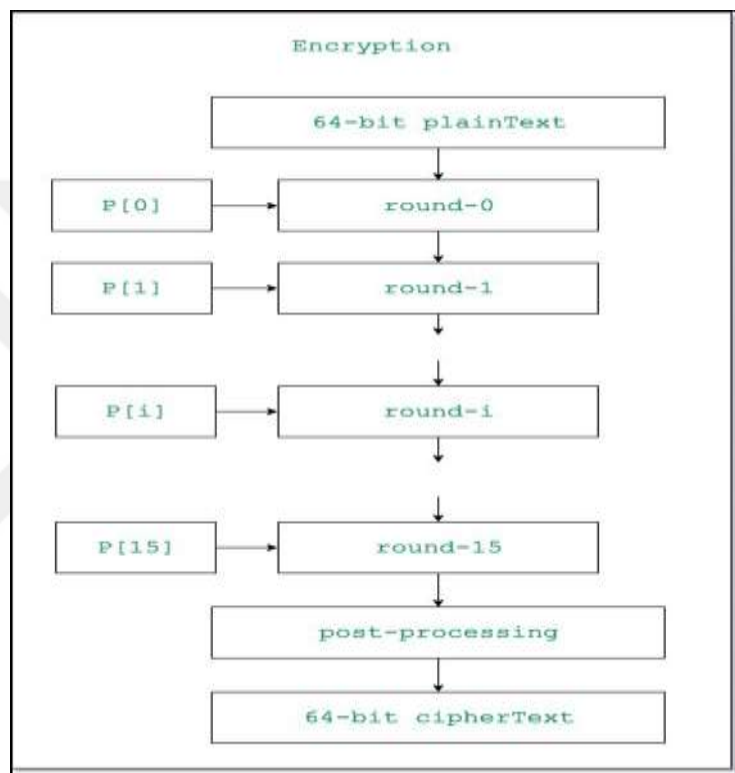 Encryption
64-bit plainText
P[0]
round-0
P[1]
round-1
P[i]
round-i
P[15]
round-15
post-processing
64-bit cipherText